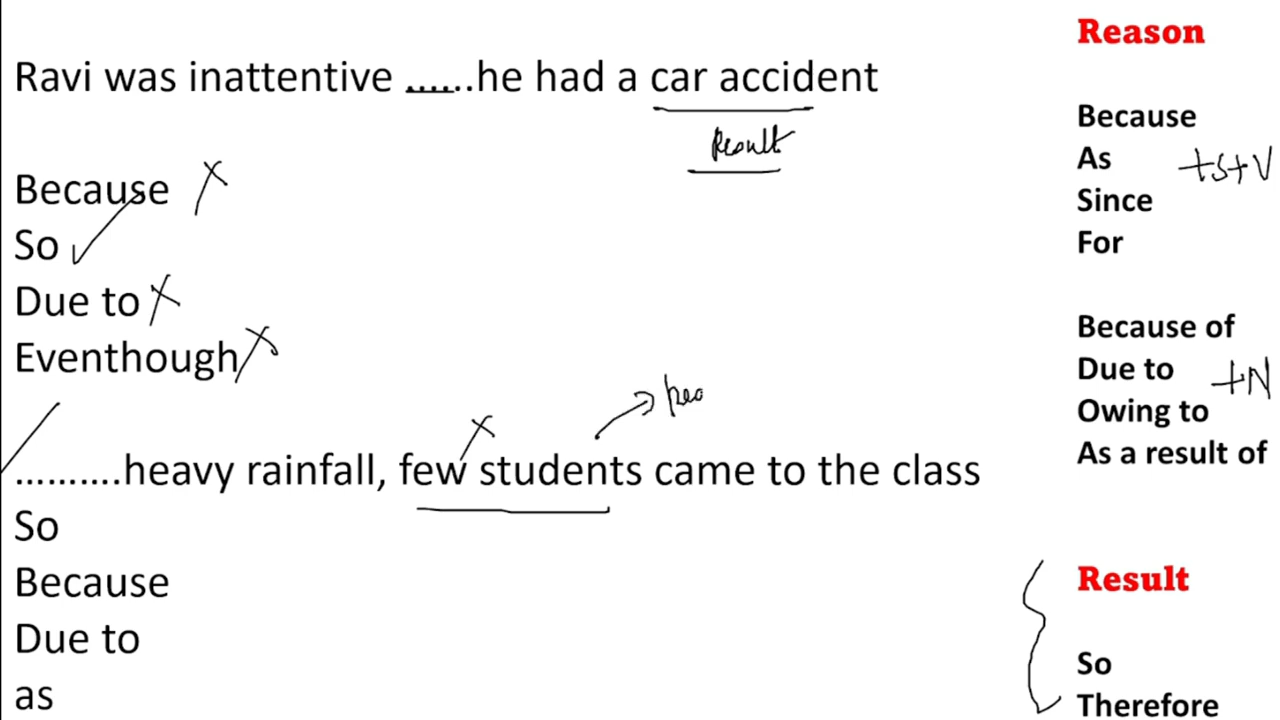 Ravi was inattentive ........he had a car accident
Result
Because
So
Due to
Eventhough
..........heavy rainfall, few students came to the class
So
Because
Due to
as
Reason
Because
As
+S+V
Since
For
Because of
Due to
+N
Owing to
As a result of
Result
So
Therefore